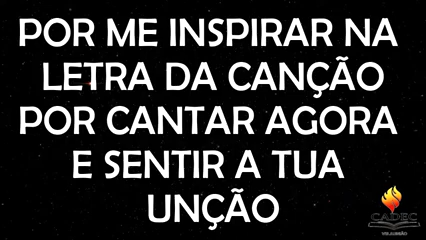 POR ME INSPIRAR NA
LETRA DA CANÇÃO
POR CANTAR AGORA
E SENTIR A TUA
UNÇÃO
CADEC